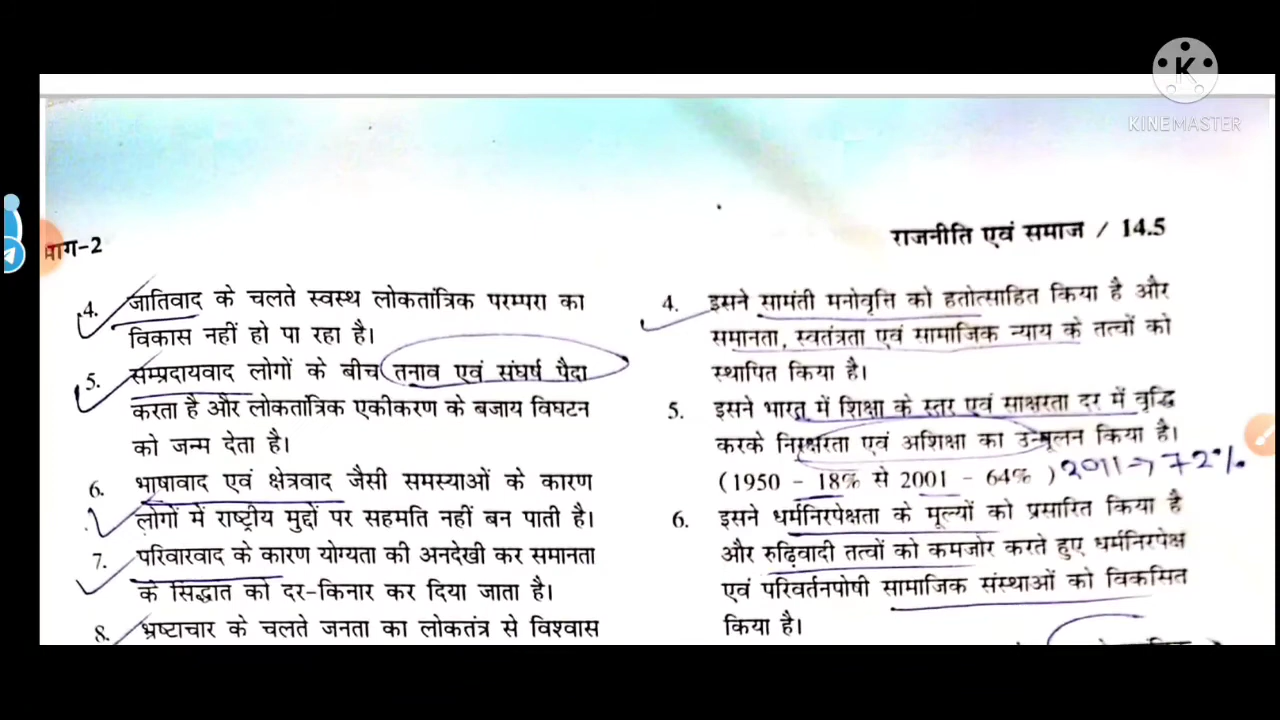 KINEMASTER
भाग-2
राजनीति एवं समाज / 14.5
4. जातिवाद के चलते स्वस्थ लोकतांत्रिक परम्परा का
विकास नहीं हो पा रहा है।
5. सम्प्रदायवाद लोगों के बीच तनाव एवं संघर्ष पैदा
करता है और लोकतांत्रिक एकीकरण के बजाय विघटन
को जन्म देता है।
6. भाषावाद एवं क्षेत्रवाद जैसी समस्याओं के कारण
लोगों में राष्ट्रीय मुद्दों पर सहमति नहीं बन पाती है।
7. परिवारवाद के कारण योग्यता की अनदेखी कर समानता
के सिद्धात को दर-किनार कर दिया जाता है।
8. भ्रष्टाचार के चलते जनता का लोकतंत्र से विश्वास
4. इसने सामंती मनोवृत्ति को हतोत्साहित किया है और
समानता, स्वतंत्रता एवं सामाजिक न्याय के तत्वों को
स्थापित किया है।
5. इसने भारत में शिक्षा के स्तर एवं साक्षरता दर में वृद्धि
करके निरक्षरता एवं अशिक्षा का उन्मूलन किया है।
(1950 - 18% से 2001 - 64% ) 2011→72%
6. इसने धर्मनिरपेक्षता के मूल्यों को प्रसारित किया है
और रुढ़िवादी तत्वों को कमजोर करते हुए धर्मनिरपेक्ष
एवं परिवर्तनपोषी सामाजिक संस्थाओं को विकसित
किया है।